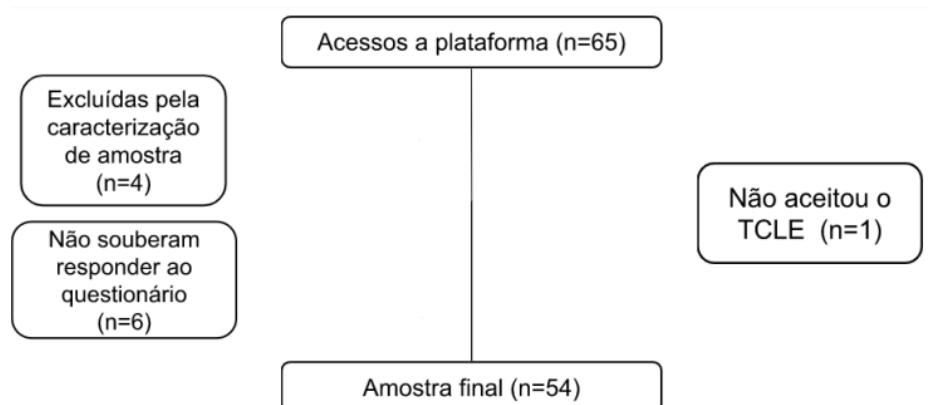 Acessos a plataforma (n=65)
Excluídas pela
caracterização
de amostra
(n=4)
Não souberam
responder ao
questionário
(n=6)
Não aceitou o
TCLE (n=1)
Amostra final (n=54)